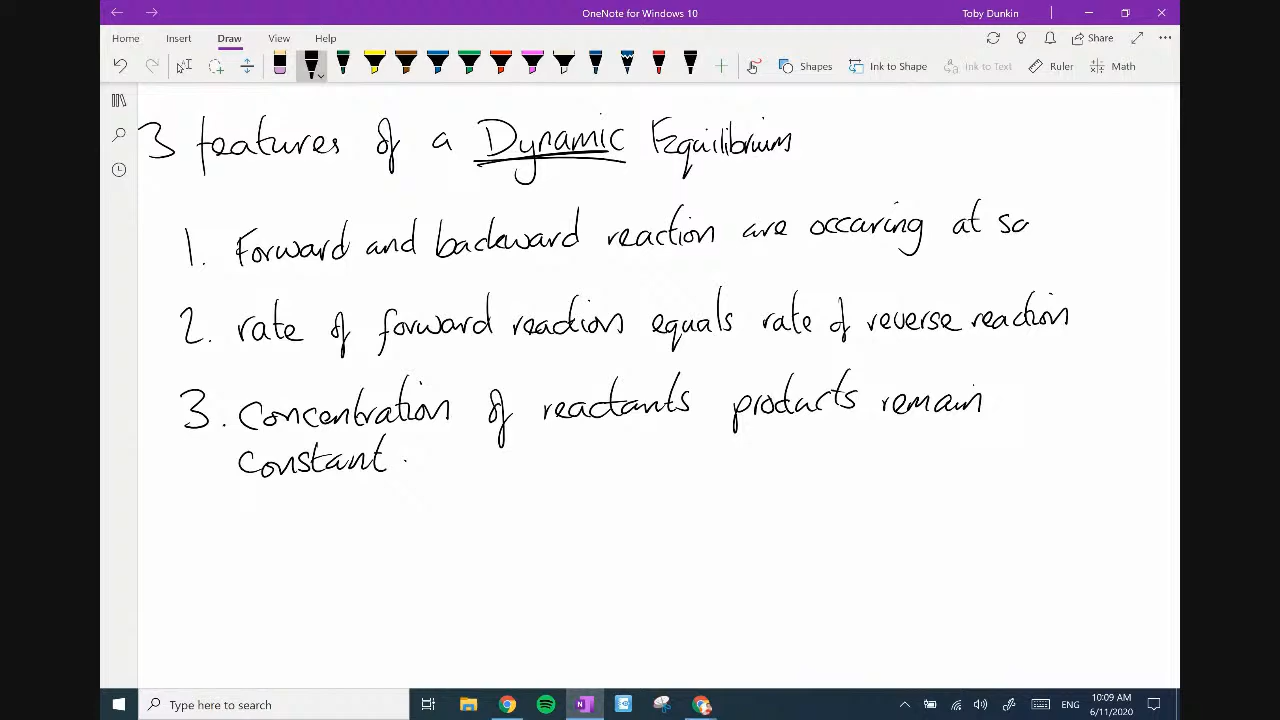 OneNote for Windows 10
Toby Dunkin
Home Insert Draw View Help
Share
Shapes Ink to Shape Ink to Text Ruler Math
3 features of a Dynamic Equilibrium
1. Forward and backward reaction are occaring at sa
2. rate of forward reaction equals rate of reverse reaction
3. Concentration of reactants products remain
constant.
Type here to search
ENG
10:09 AM
6/11/2020